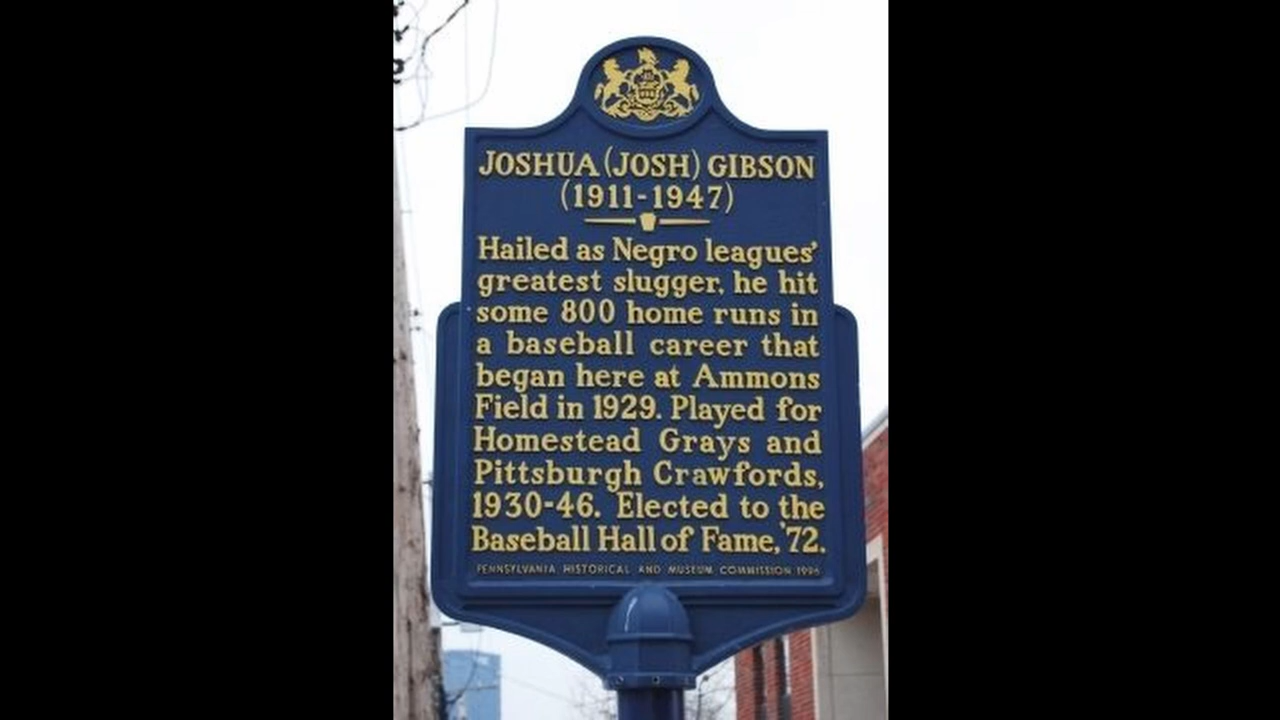 JOSHUA (JOSH) GIBSON
(1911-1947)
Hailed as Negro leagues'
greatest slugger, he hit
some 800 home runs in
a baseball career that
began here at Ammons
Field in 1929. Played for
Homestead Grays and
Pittsburgh Crawfords,
1930-46. Elected to the
Baseball Hall of Fame, '72.
PENNSYLVANIA HISTORICAL AND MUSEUM COMMISSION 1996